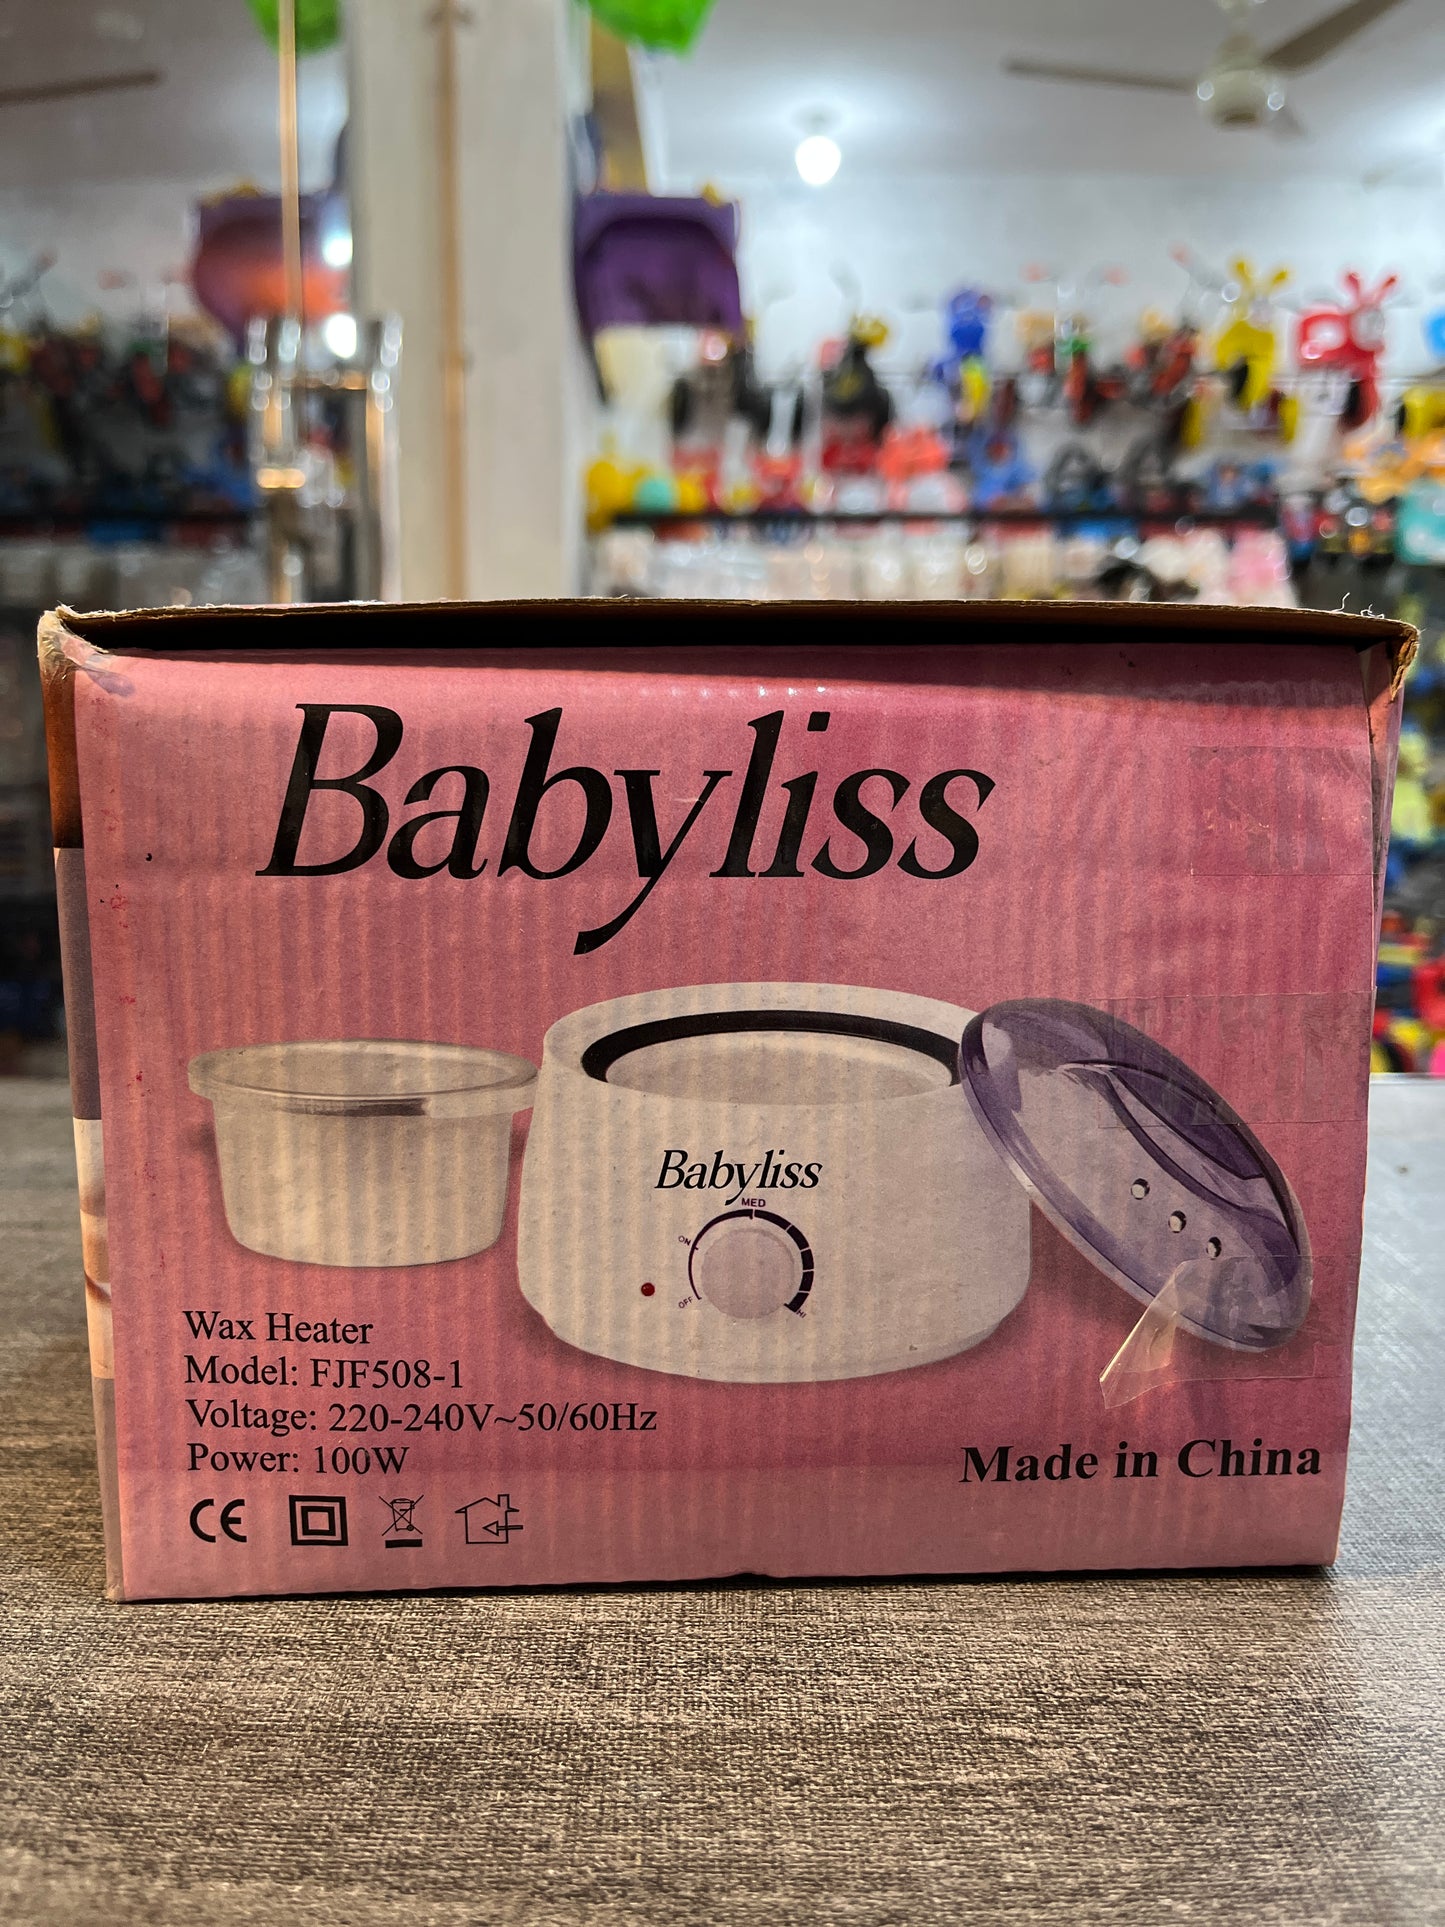 Babyliss
Babyliss
MED
ON
OFF
HI
Wax Heater
Model: FJF508-1
Voltage: 220-240V~50/60Hz
Power: 100W
Made in China
CE